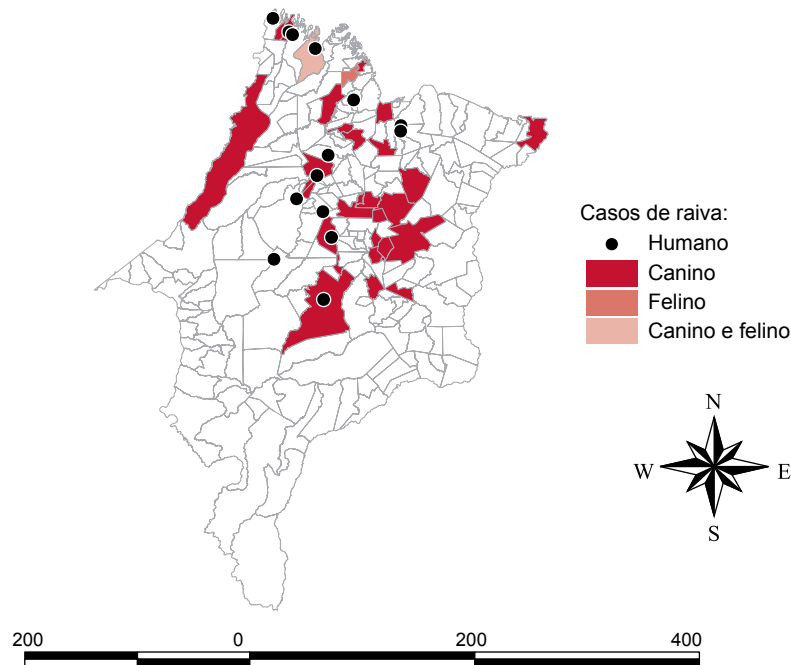 Casos de raiva:
Humano
Canino
Felino
Canino e felino
N
W
E
S
200 0 200 400